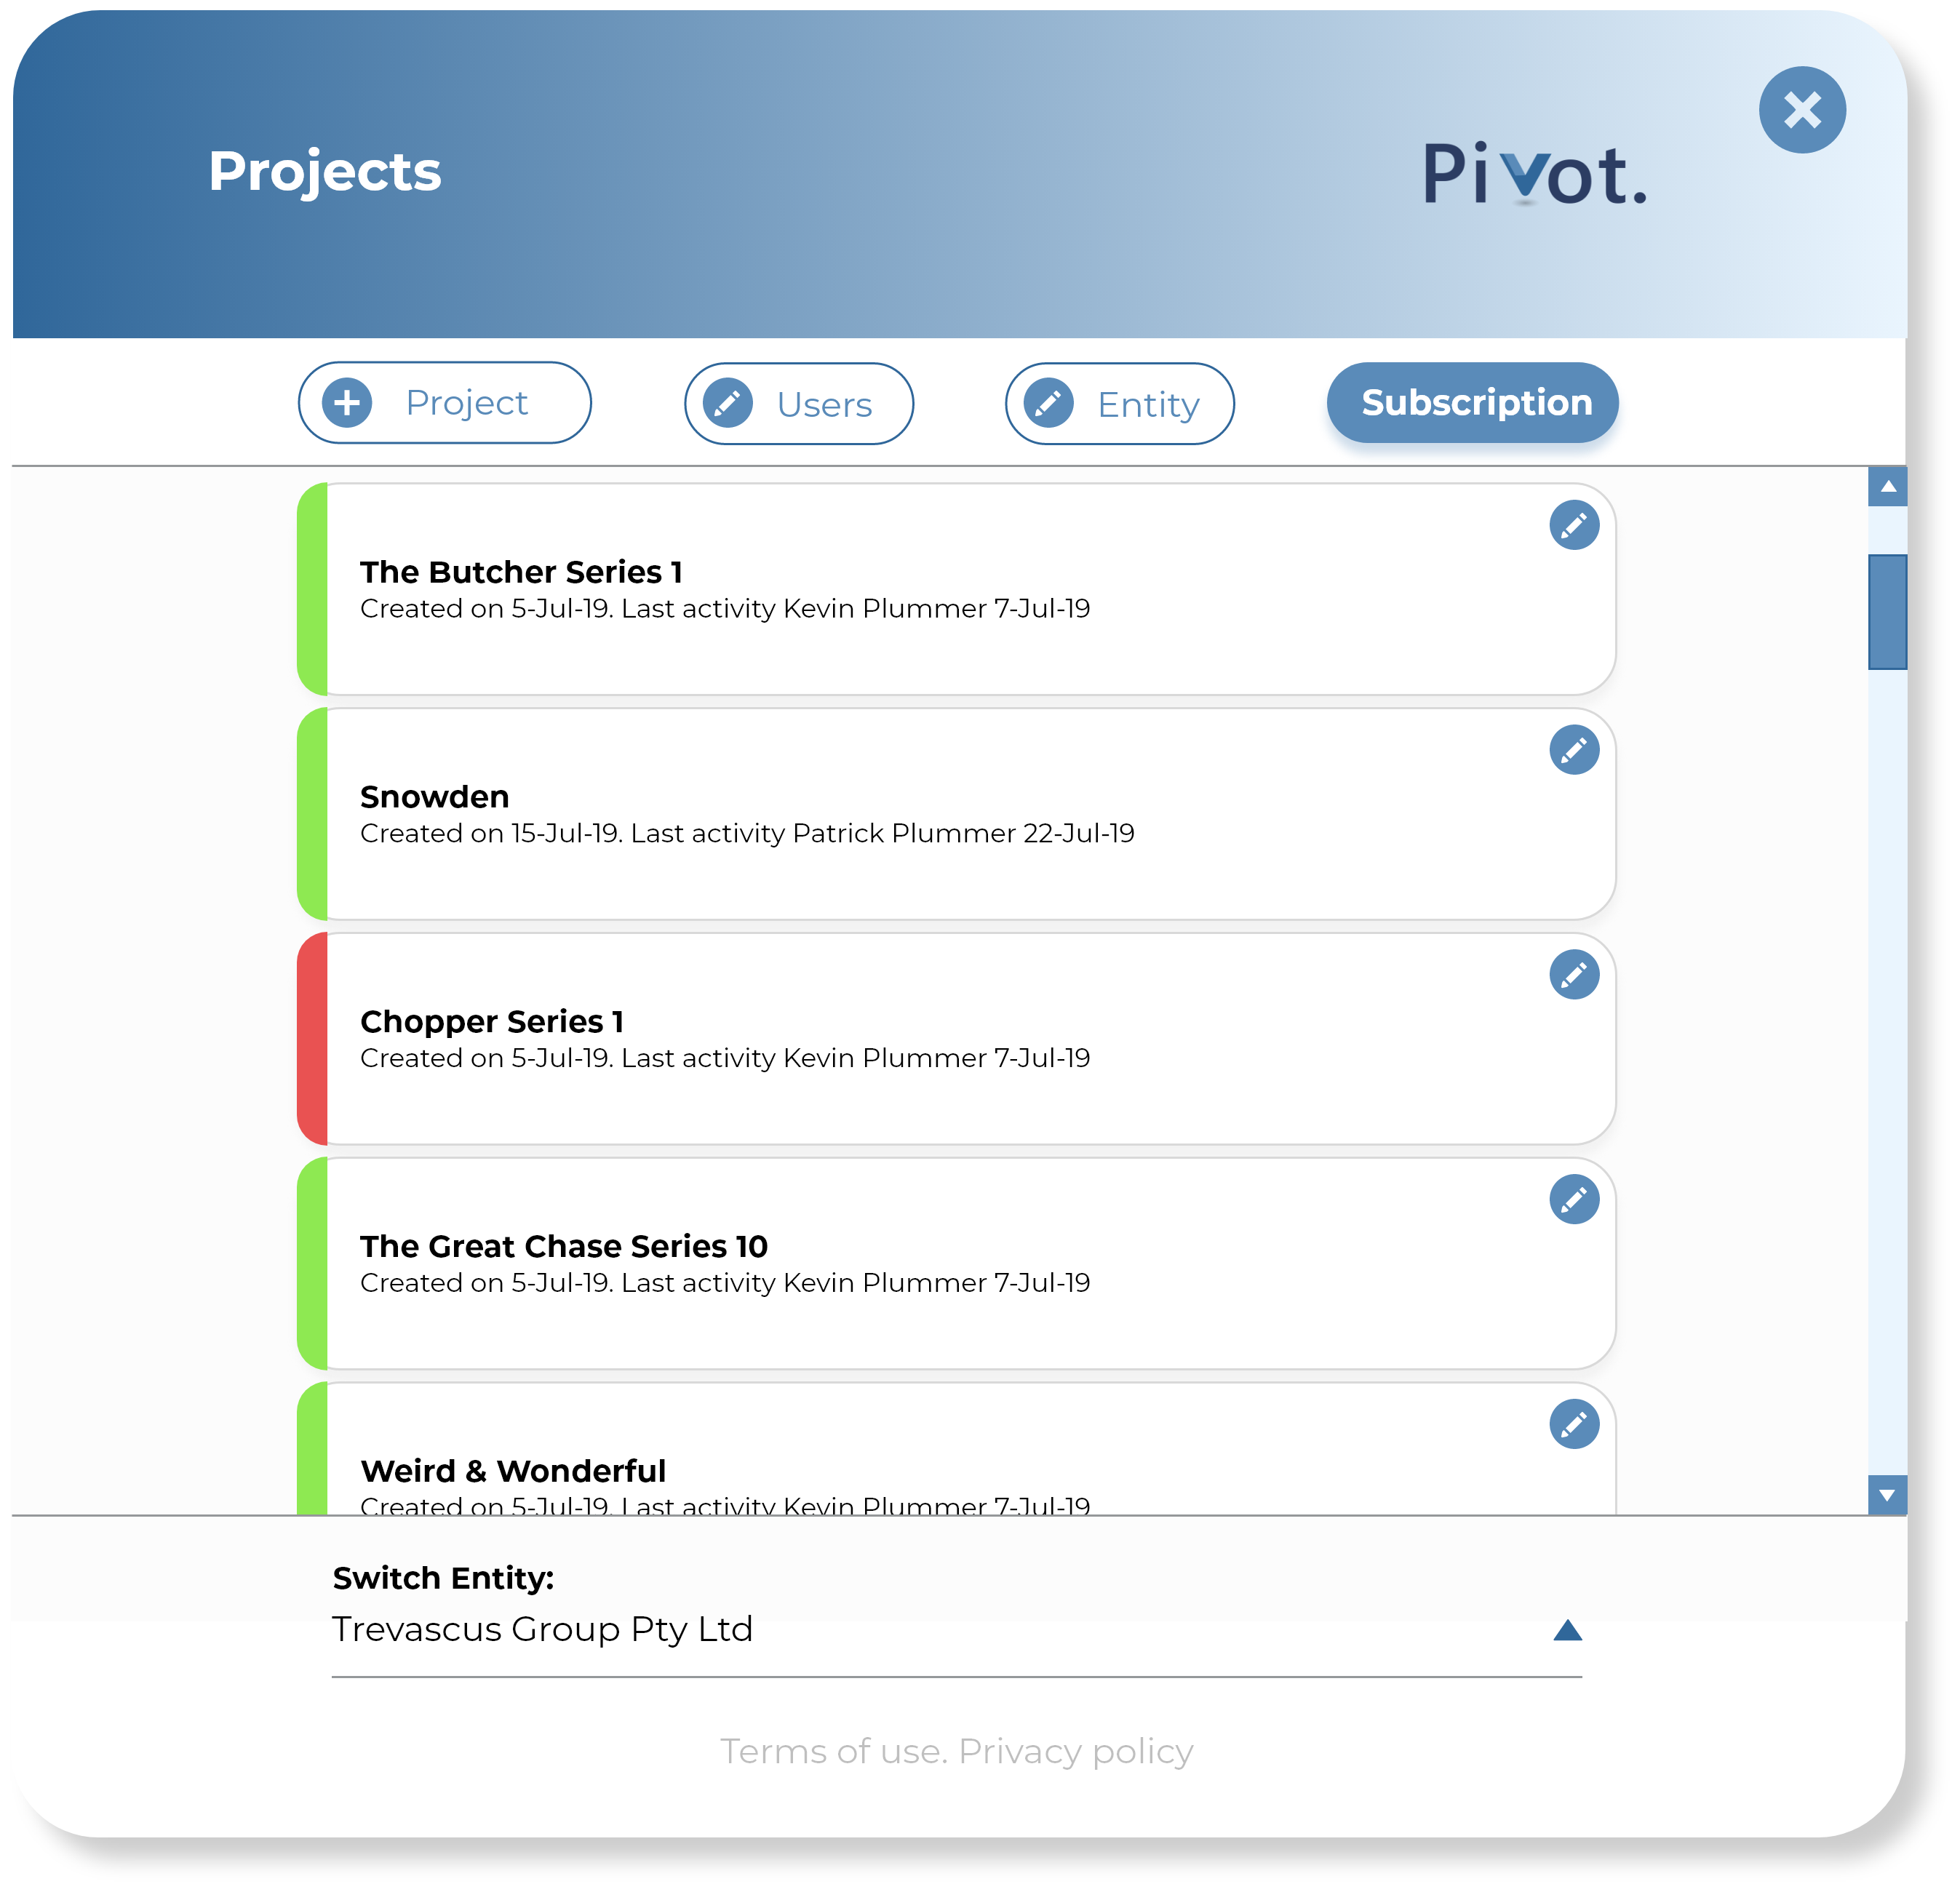 Projects
Pivot.
Project
Users
Entity
Subscription
The Butcher Series 1
Created on 5-Jul-19. Last activity Kevin Plummer 7-Jul-19
Snowden
Created on 15-Jul-19. Last activity Patrick Plummer 22-Jul-19
Chopper Series 1
Created on 5-Jul-19. Last activity Kevin Plummer 7-Jul-19
The Great Chase Series 10
Created on 5-Jul-19. Last activity Kevin Plummer 7-Jul-19
Weird & Wonderful
Created on 5-Jul-19. Last activity Kevin Plummer 7-Jul-19
Switch Entity:
Trevascus Group Pty Ltd
Terms of use. Privacy policy